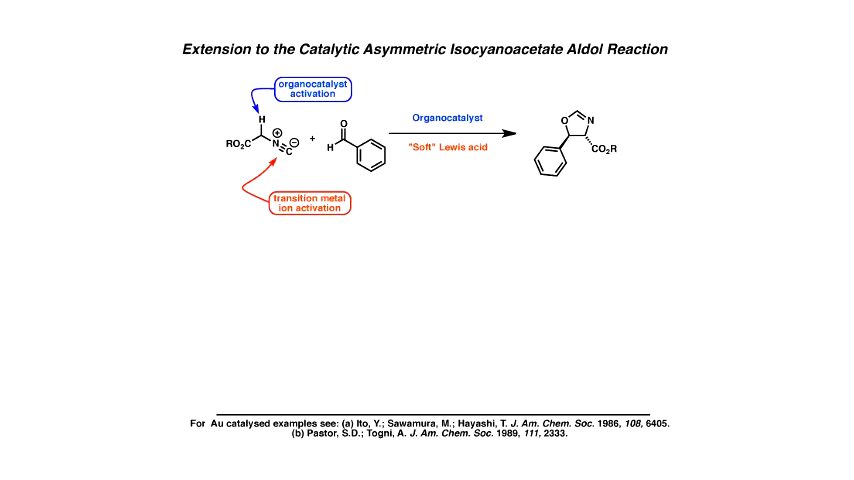 Extension to the Catalytic Asymmetric Isocyanoacetate Aldol Reaction
organocatalyst
activation
H
RO₂C
N
⊕
C
⊖
+
O
H
Organocatalyst
"Soft" Lewis acid
O
N
CO₂R
transition metal
ion activation
For Au catalysed examples see: (a) Ito, Y.; Sawamura, M.; Hayashi, T. J. Am. Chem. Soc. 1986, 108, 6405.
(b) Pastor, S.D.; Togni, A. J. Am. Chem. Soc. 1989, 111, 2333.